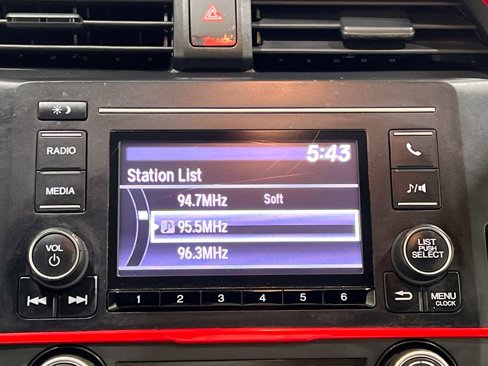 5:43
RADIO
Station List
94.7MHz Soft
MEDIA
95.5MHz
VOL
LIST
PUSH
SELECT
96.3MHz
1 2 3 4 5 6
MENU
CLOCK